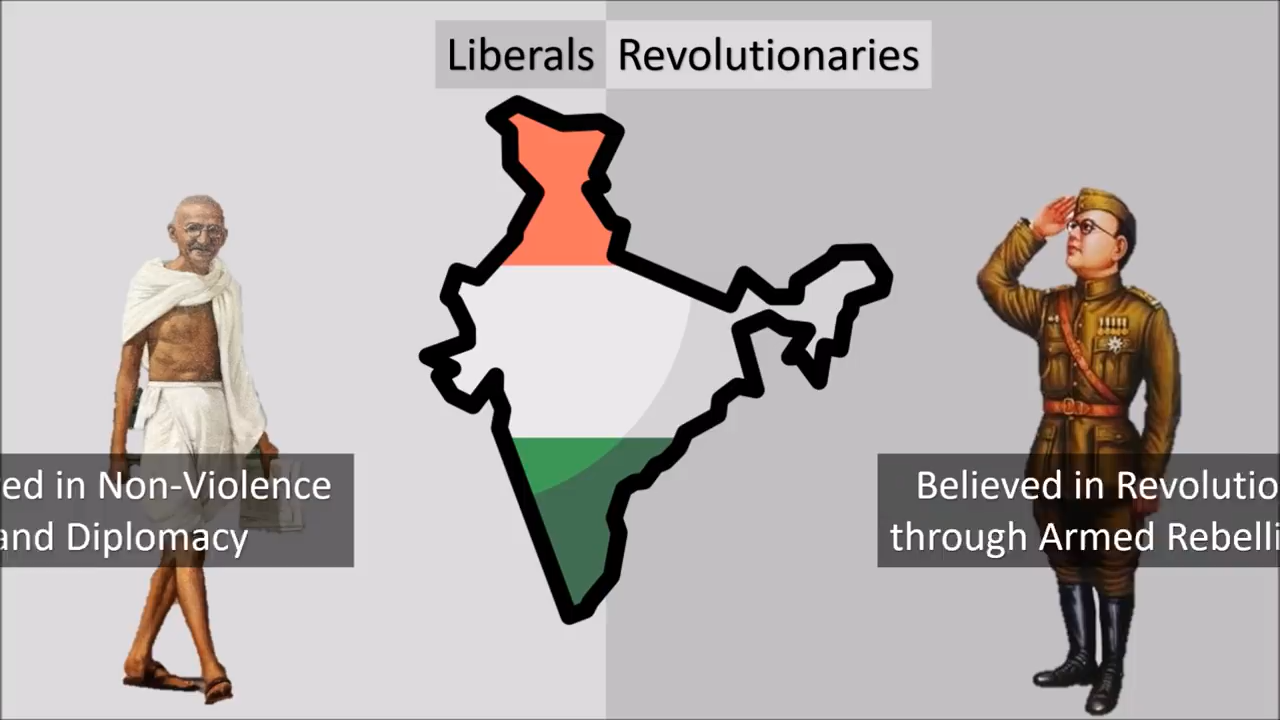 Liberals
Revolutionaries
ed in Non-Violence
and Diplomacy
Believed in Revolutio
through Armed Rebelli